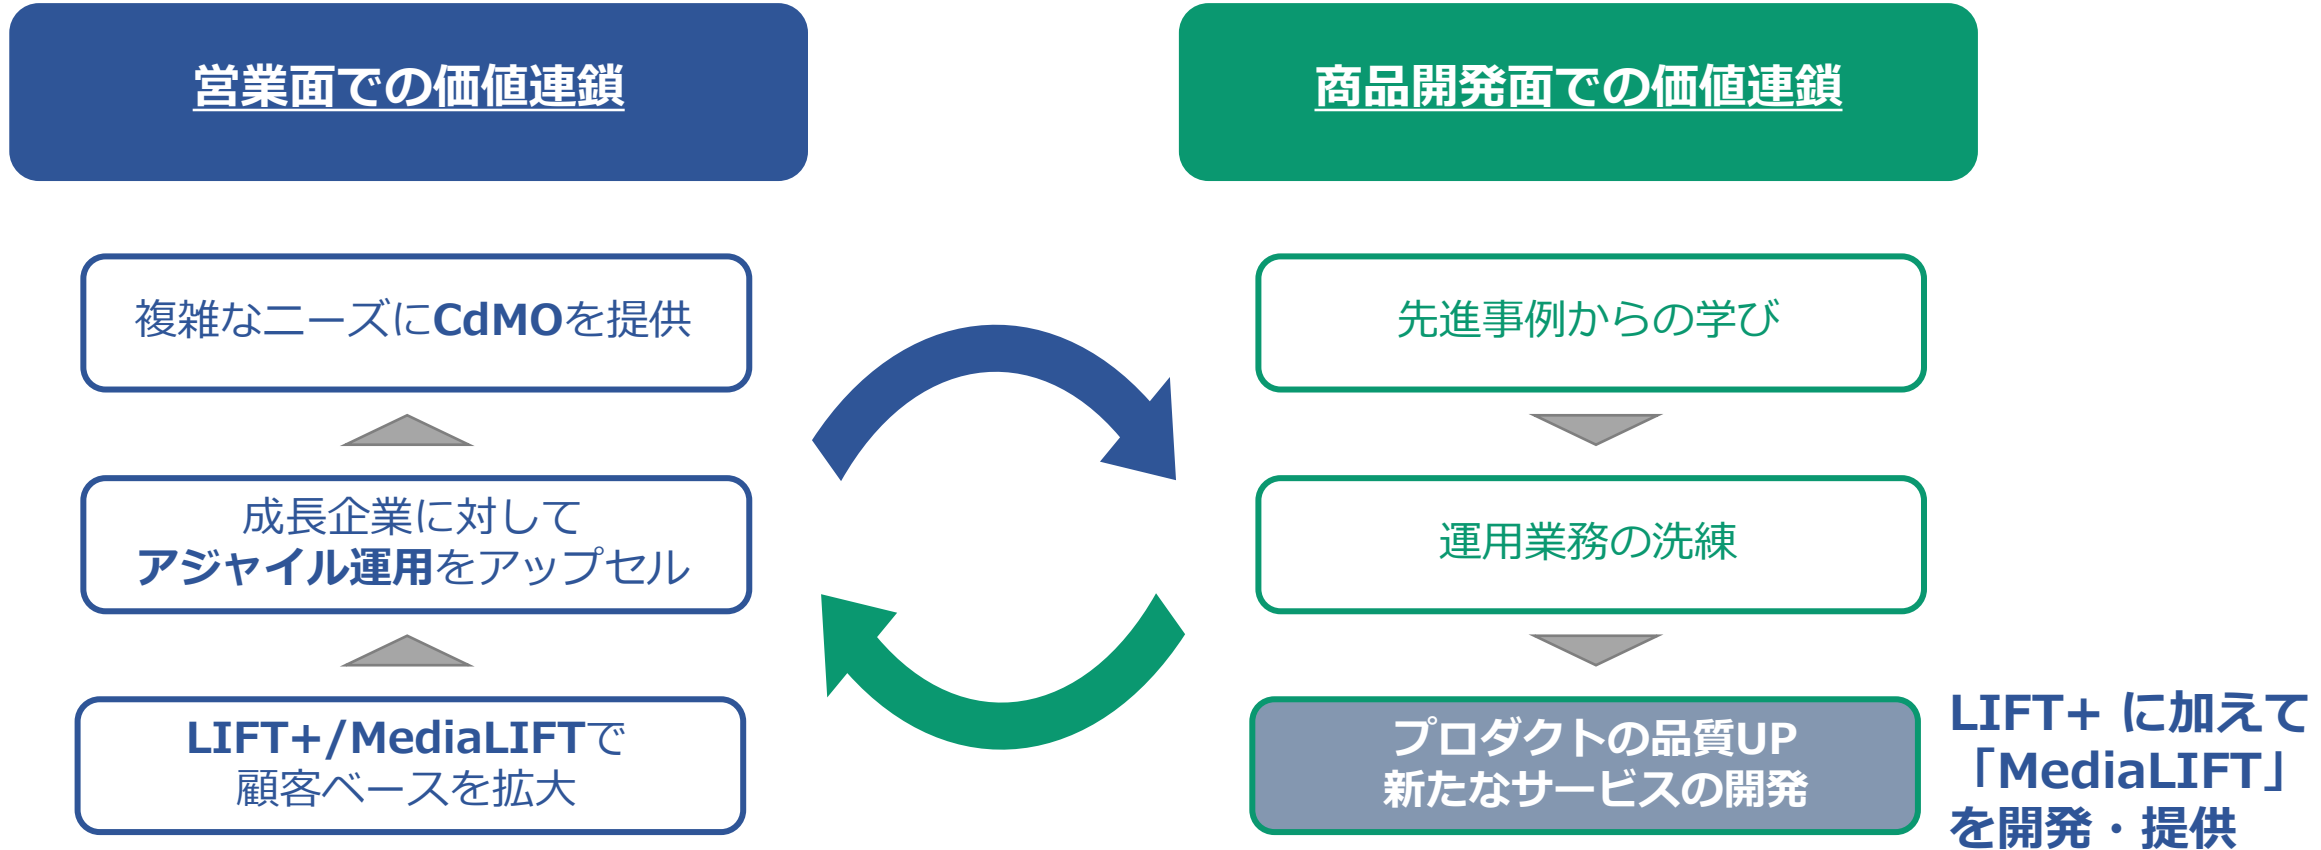 営業面での価値連鎖
商品開発面での価値連鎖
複雑なニーズにCdMOを提供
先進事例からの学び
成長企業に対して
アジャイル運用をアップセル
運用業務の洗練
LIFT+/MediaLIFTで
顧客ベースを拡大
プロダクトの品質UP
新たなサービスの開発
LIFT+ に加えて
「MediaLIFT」
を開発・提供